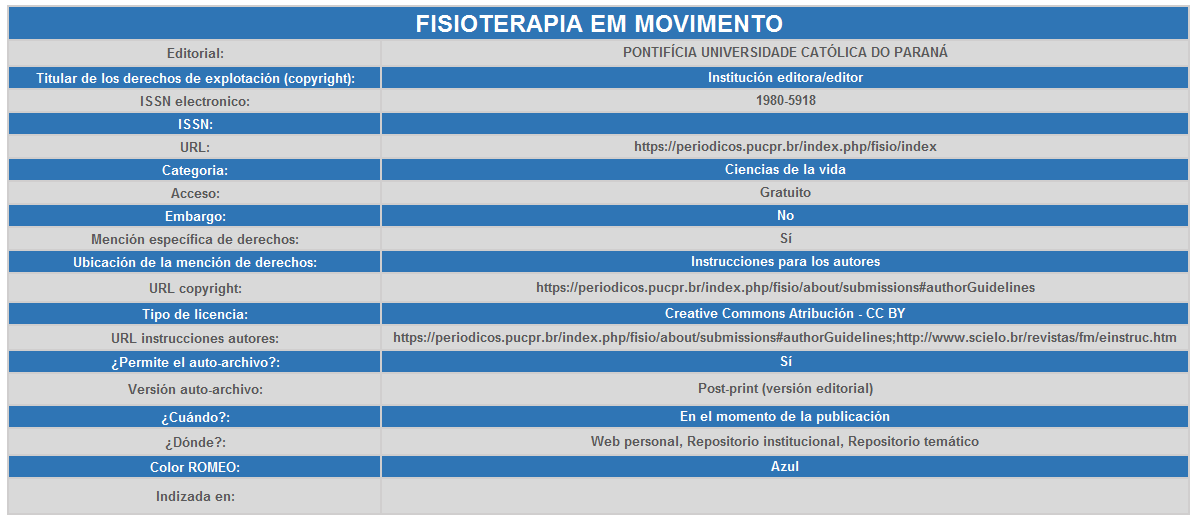 FISIOTERAPIA EM MOVIMENTO
Editorial: PONTIFÍCIA UNIVERSIDADE CATÓLICA DO PARANÁ
Titular de los derechos de explotación (copyright): Institución editora/editor
ISSN electronico: 1980-5918
ISSN:
URL: https://periodicos.pucpr.br/index.php/fisio/index
Categoria: Ciencias de la vida
Acceso: Gratuito
Embargo: No
Mención específica de derechos: Sí
Ubicación de la mención de derechos: Instrucciones para los autores
URL copyright: https://periodicos.pucpr.br/index.php/fisio/about/submissions#authorGuidelines
Tipo de licencia: Creative Commons Atribución - CC BY
URL instrucciones autores: https://periodicos.pucpr.br/index.php/fisio/about/submissions#authorGuidelines;http://www.scielo.br/revistas/fm/einstruc.htm
¿Permite el auto-archivo?: Sí
Versión auto-archivo: Post-print (versión editorial)
¿Cuándo?: En el momento de la publicación
¿Dónde?: Web personal, Repositorio institucional, Repositorio temático
Color ROMEO: Azul
Indizada en: